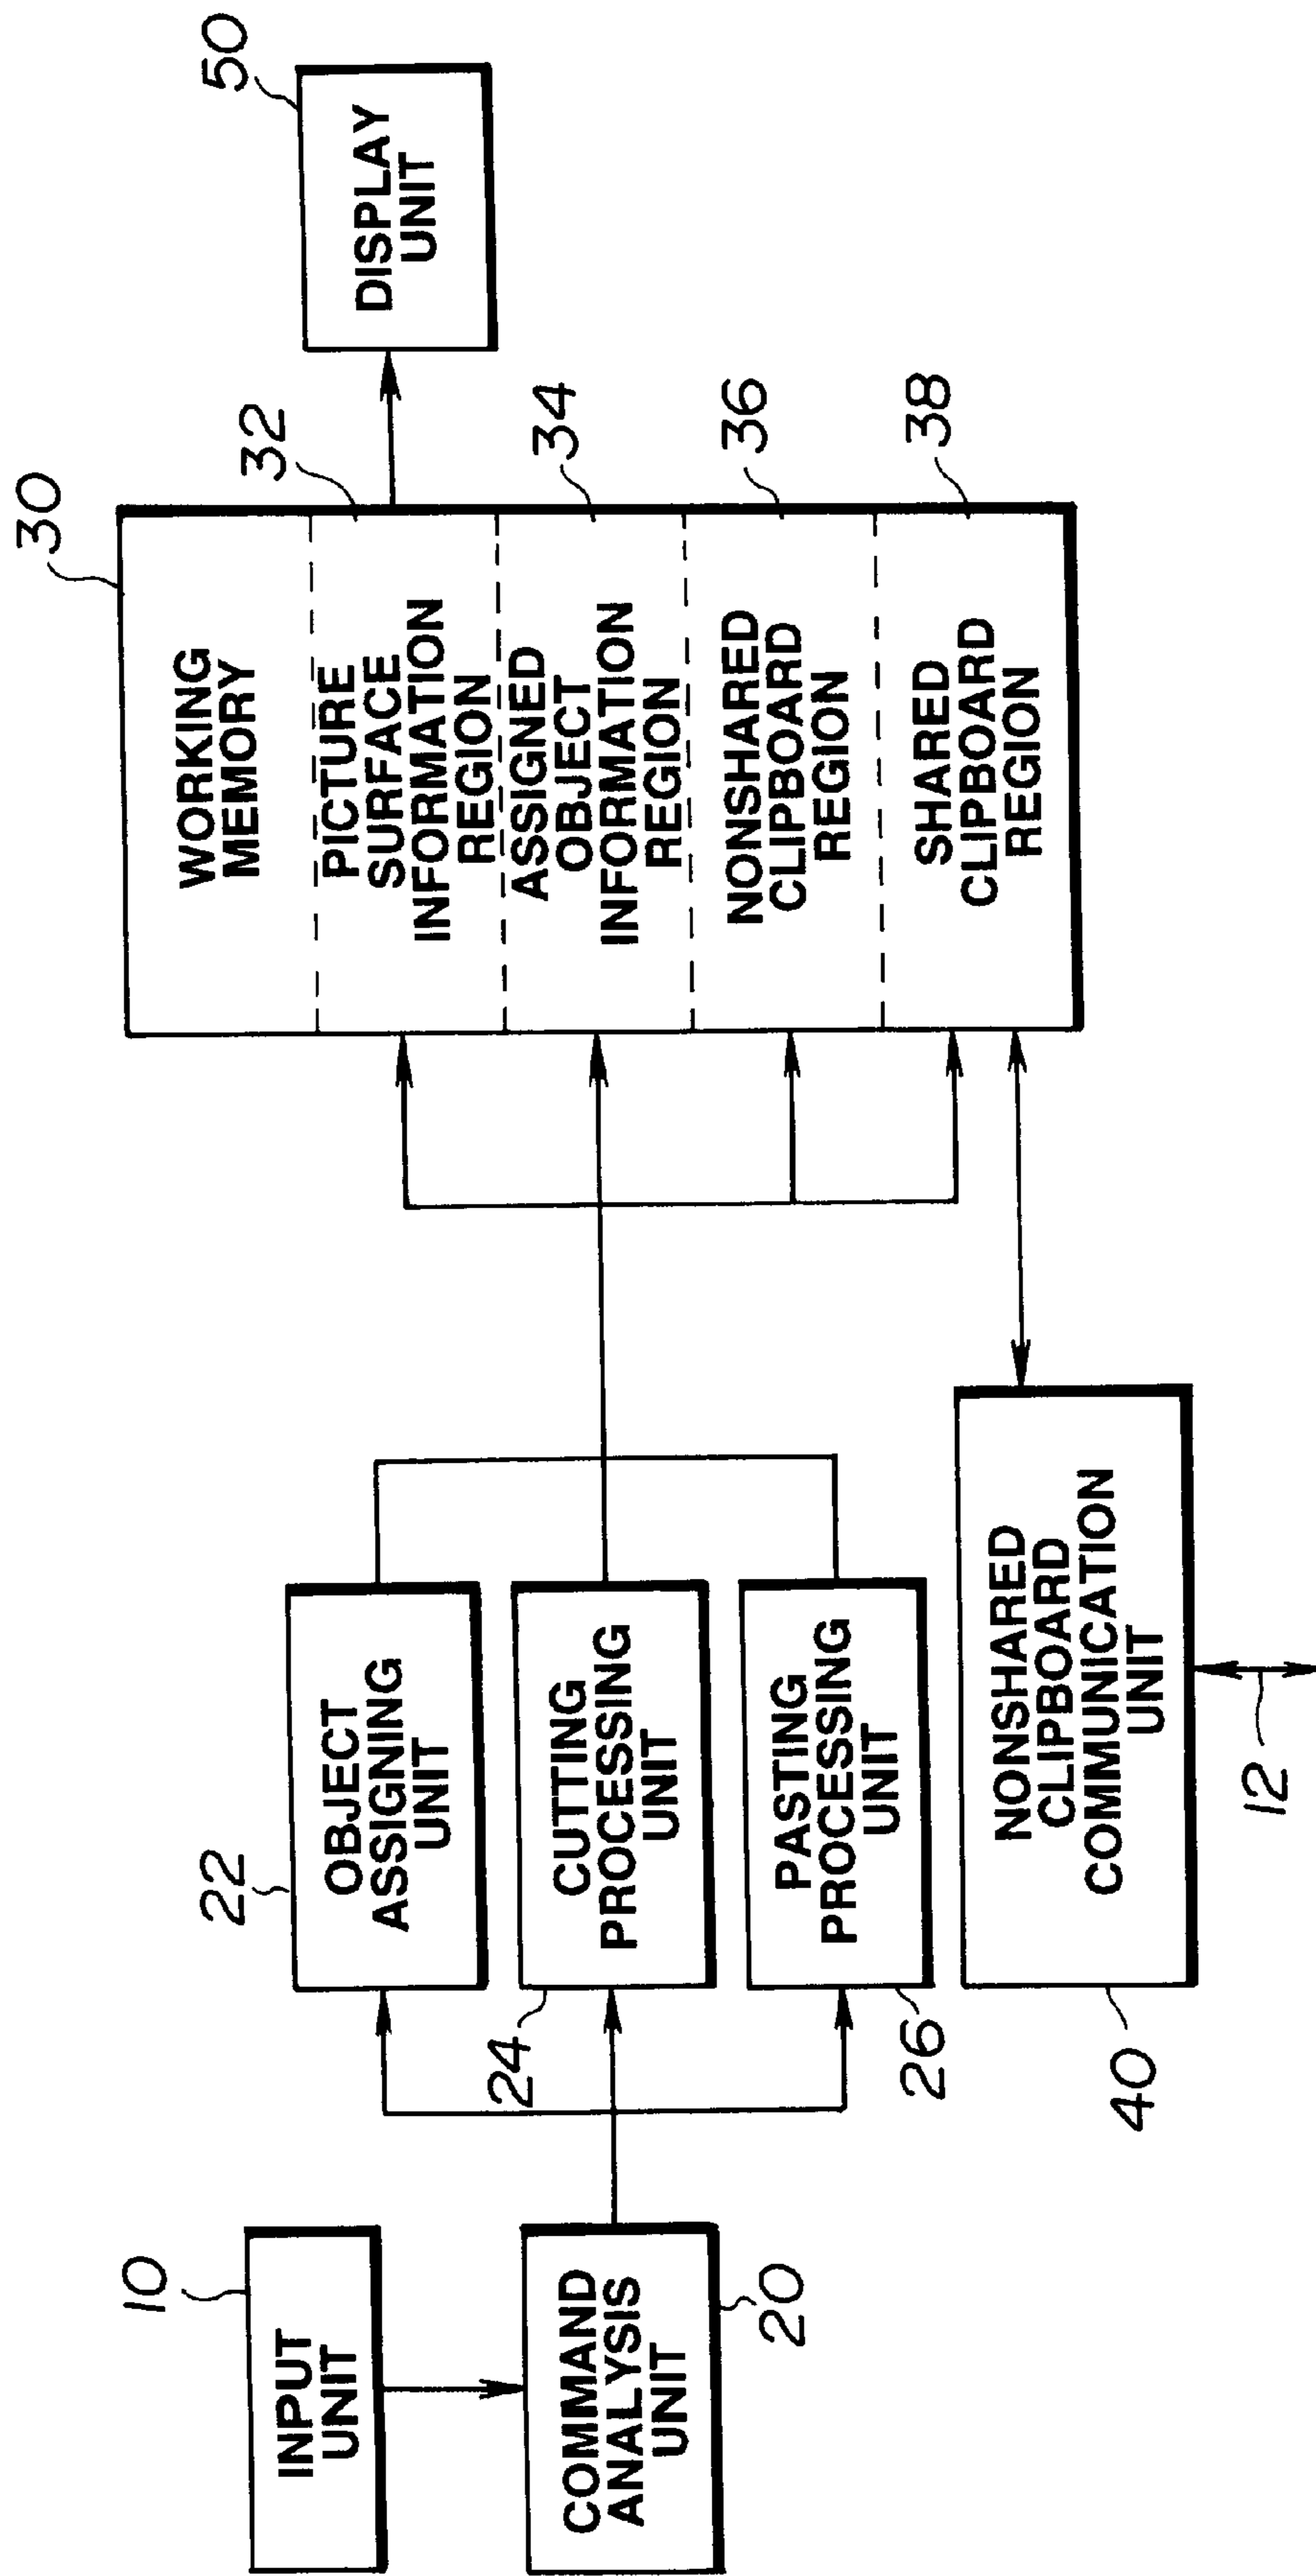 10
INPUT
UNIT
COMMAND
ANALYSIS
UNIT
20
22
OBJECT
ASSIGNING
UNIT
24
CUTTING
PROCESSING
UNIT
PASTING
PROCESSING
UNIT
26
NONSHARED
CLIPBOARD
COMMUNICATION
UNIT
40
12
30
WORKING
MEMORY
32
PICTURE
SURFACE
INFORMATION
REGION
34
ASSIGNED
OBJECT
INFORMATION
REGION
36
NONSHARED
CLIPBOARD
REGION
38
SHARED
CLIPBOARD
REGION
50
DISPLAY
UNIT